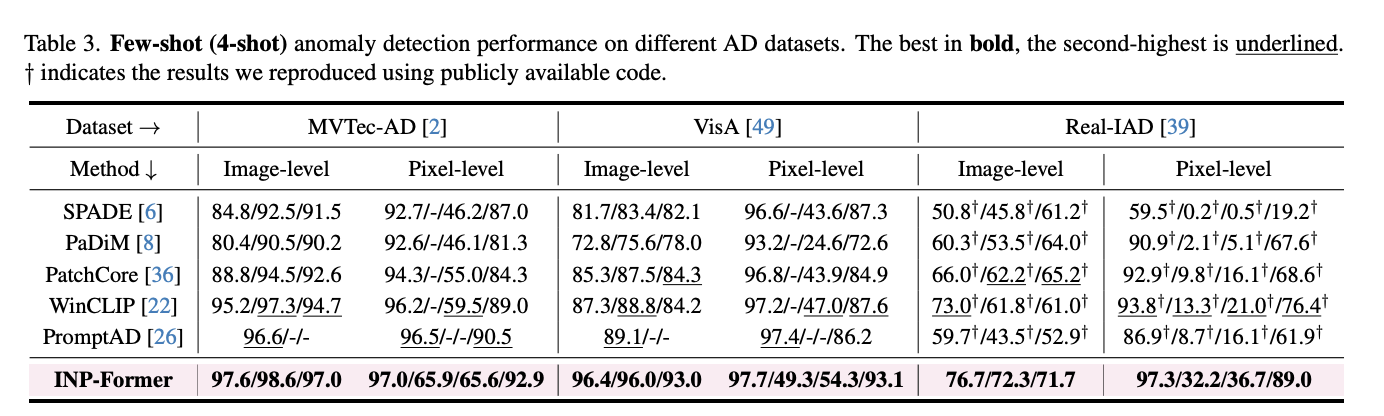 Table 3. Few-shot (4-shot) anomaly detection performance on different AD datasets. The best in bold, the second-highest is underlined.
† indicates the results we reproduced using publicly available code.
Dataset → MVTec-AD [2] VisA [49] Real-IAD [39]
Method ↓ Image-level Pixel-level Image-level Pixel-level Image-level Pixel-level
SPADE [6] 84.8/92.5/91.5 92.7/-/46.2/87.0 81.7/83.4/82.1 96.6/-/43.6/87.3 50.8†/45.8†/61.2† 59.5†/0.2†/0.5†/19.2†
PaDiM [8] 80.4/90.5/90.2 92.6/-/46.1/81.3 72.8/75.6/78.0 93.2/-/24.6/72.6 60.3†/53.5†/64.0† 90.9†/2.1†/5.1†/67.6†
PatchCore [36] 88.8/94.5/92.6 94.3/-/55.0/84.3 85.3/87.5/84.3 96.8/-/43.9/84.9 66.0†/62.2†/65.2† 92.9†/9.8†/16.1†/68.6†
WinCLIP [22] 95.2/97.3/94.7 96.2/-/59.5/89.0 87.3/88.8/84.2 97.2/-/47.0/87.6 73.0†/61.8†/61.0† 93.8†/13.3†/21.0†/76.4†
PromptAD [26] 96.6/-/- 96.5/-/-/90.5 89.1/-/- 97.4/-/-/86.2 59.7†/43.5†/52.9† 86.9†/8.7†/16.1†/61.9†
INP-Former 97.6/98.6/97.0 97.0/65.9/65.6/92.9 96.4/96.0/93.0 97.7/49.3/54.3/93.1 76.7/72.3/71.7 97.3/32.2/36.7/89.0